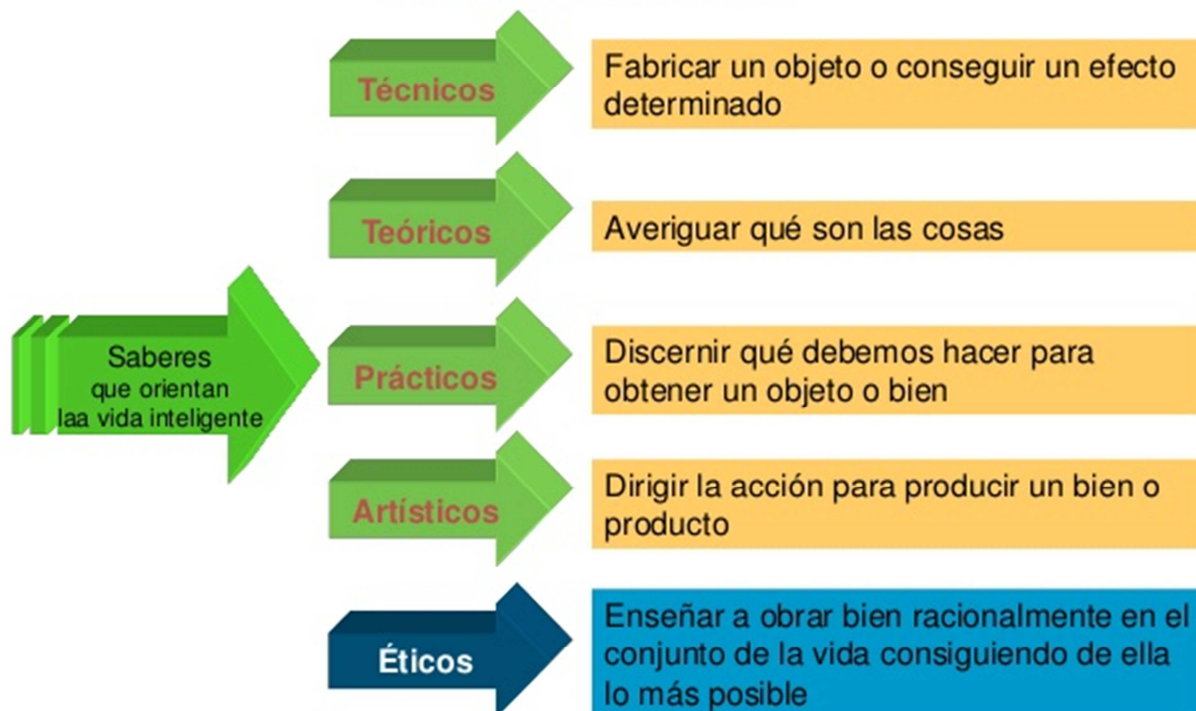 Saberes
que orientan
laa vida inteligente
Técnicos
Fabricar un objeto o conseguir un efecto
determinado
Teóricos
Averiguar qué son las cosas
Prácticos
Discernir qué debemos hacer para
obtener un objeto o bien
Artísticos
Dirigir la acción para producir un bien o
producto
Éticos
Enseñar a obrar bien racionalmente en el
conjunto de la vida consiguiendo de ella
lo más posible